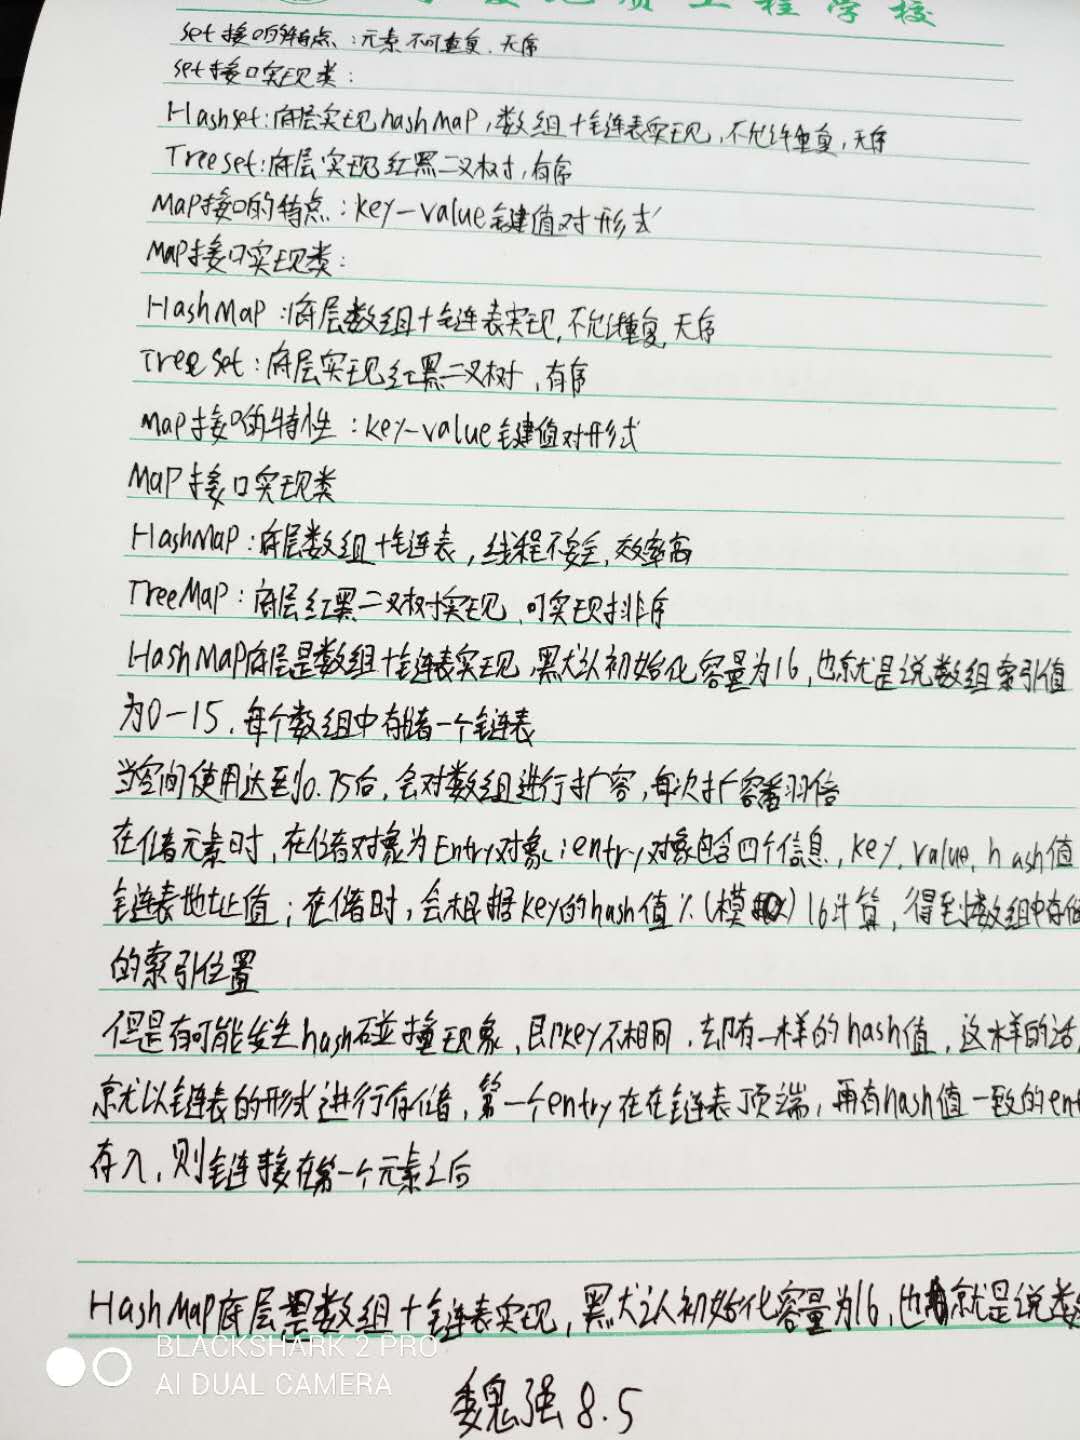 质工程学校
set接口的特点：元素不可重复，无序
set接口实现类：
Hashset：底层实现hashMap，数组+链表实现，不允许重复，无序
Treeset：底层实现红黑二叉树，有序
Map接口的特点：key-value键值对形式
Map接口实现类：
HashMap：底层数组+链表实现，不允许重复，无序
Tree set：底层实现红黑二叉树，有序
Map接口的特性：key-value键值对形式
Map接口实现类
HashMap：底层数组+链表，线程不安全，效率高
TreeMap：底层红黑二叉树实现，可实现排序
HashMap底层是数组+链表实现，默认初始化容量为16，也就是说数组索引值
为0-15，每个数组中存储一个链表
当空间使用达到0.75后，会对数组进行扩容，每次扩容番羽倍
在储元素时，在储对象为Entry对象；entry对象包含四个信息，key，value，hash值
链表地址值；在储时，会根据key的hash值%（模）16计算，得到数组中存储
的索引位置
但是有可能发生hash碰撞现象，即key不相同，却有一样的hash值，这样的话，
就以链表的形式进行存储，第一个entry在在链表顶端，再有hash值一致的ent
存入，则链接在第一个元素之后
HashMap底层是数组+链表实现，默认初始化容量为16，也就是说数
BLACKSHARK 2 PRO
AI DUAL CAMERA
魏强 8.5